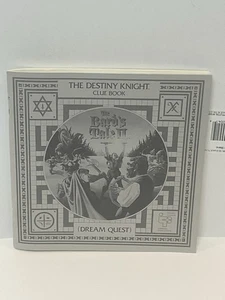 THE DESTINY KNIGHT
CLUE BOOK
The
Bard's
Tale II
DREAM QUEST